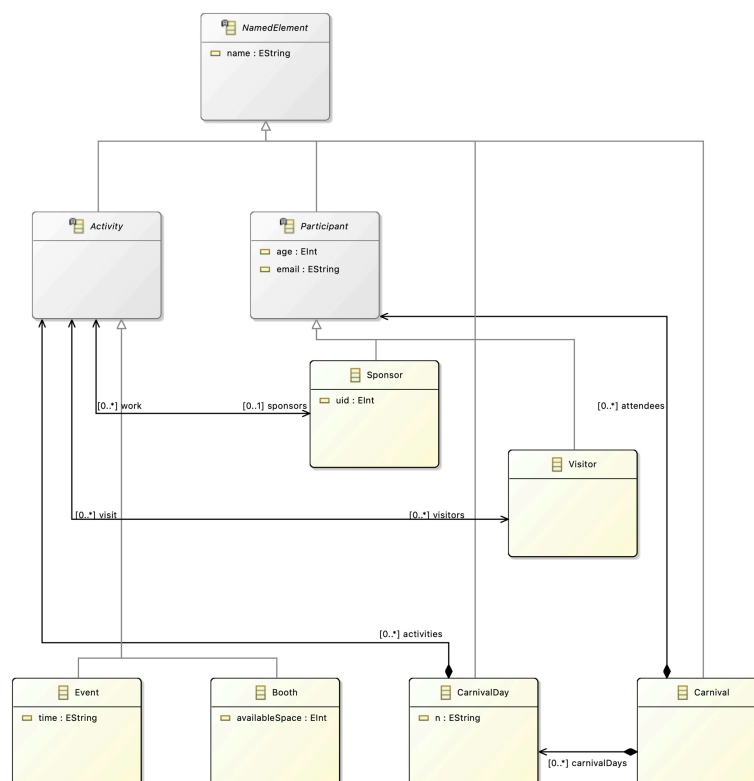 NamedElement
name : EString
Activity
Participant
age : EInt
email : EString
Sponsor
uid : EInt
[0..*] work
[0..1] sponsors
[0..*] attendees
Visitor
[0..*] visit
[0..*] visitors
[0..*] activities
Event
time : EString
Booth
availableSpace : EInt
CarnivalDay
n : EString
Carnival
[0..*] carnivalDays